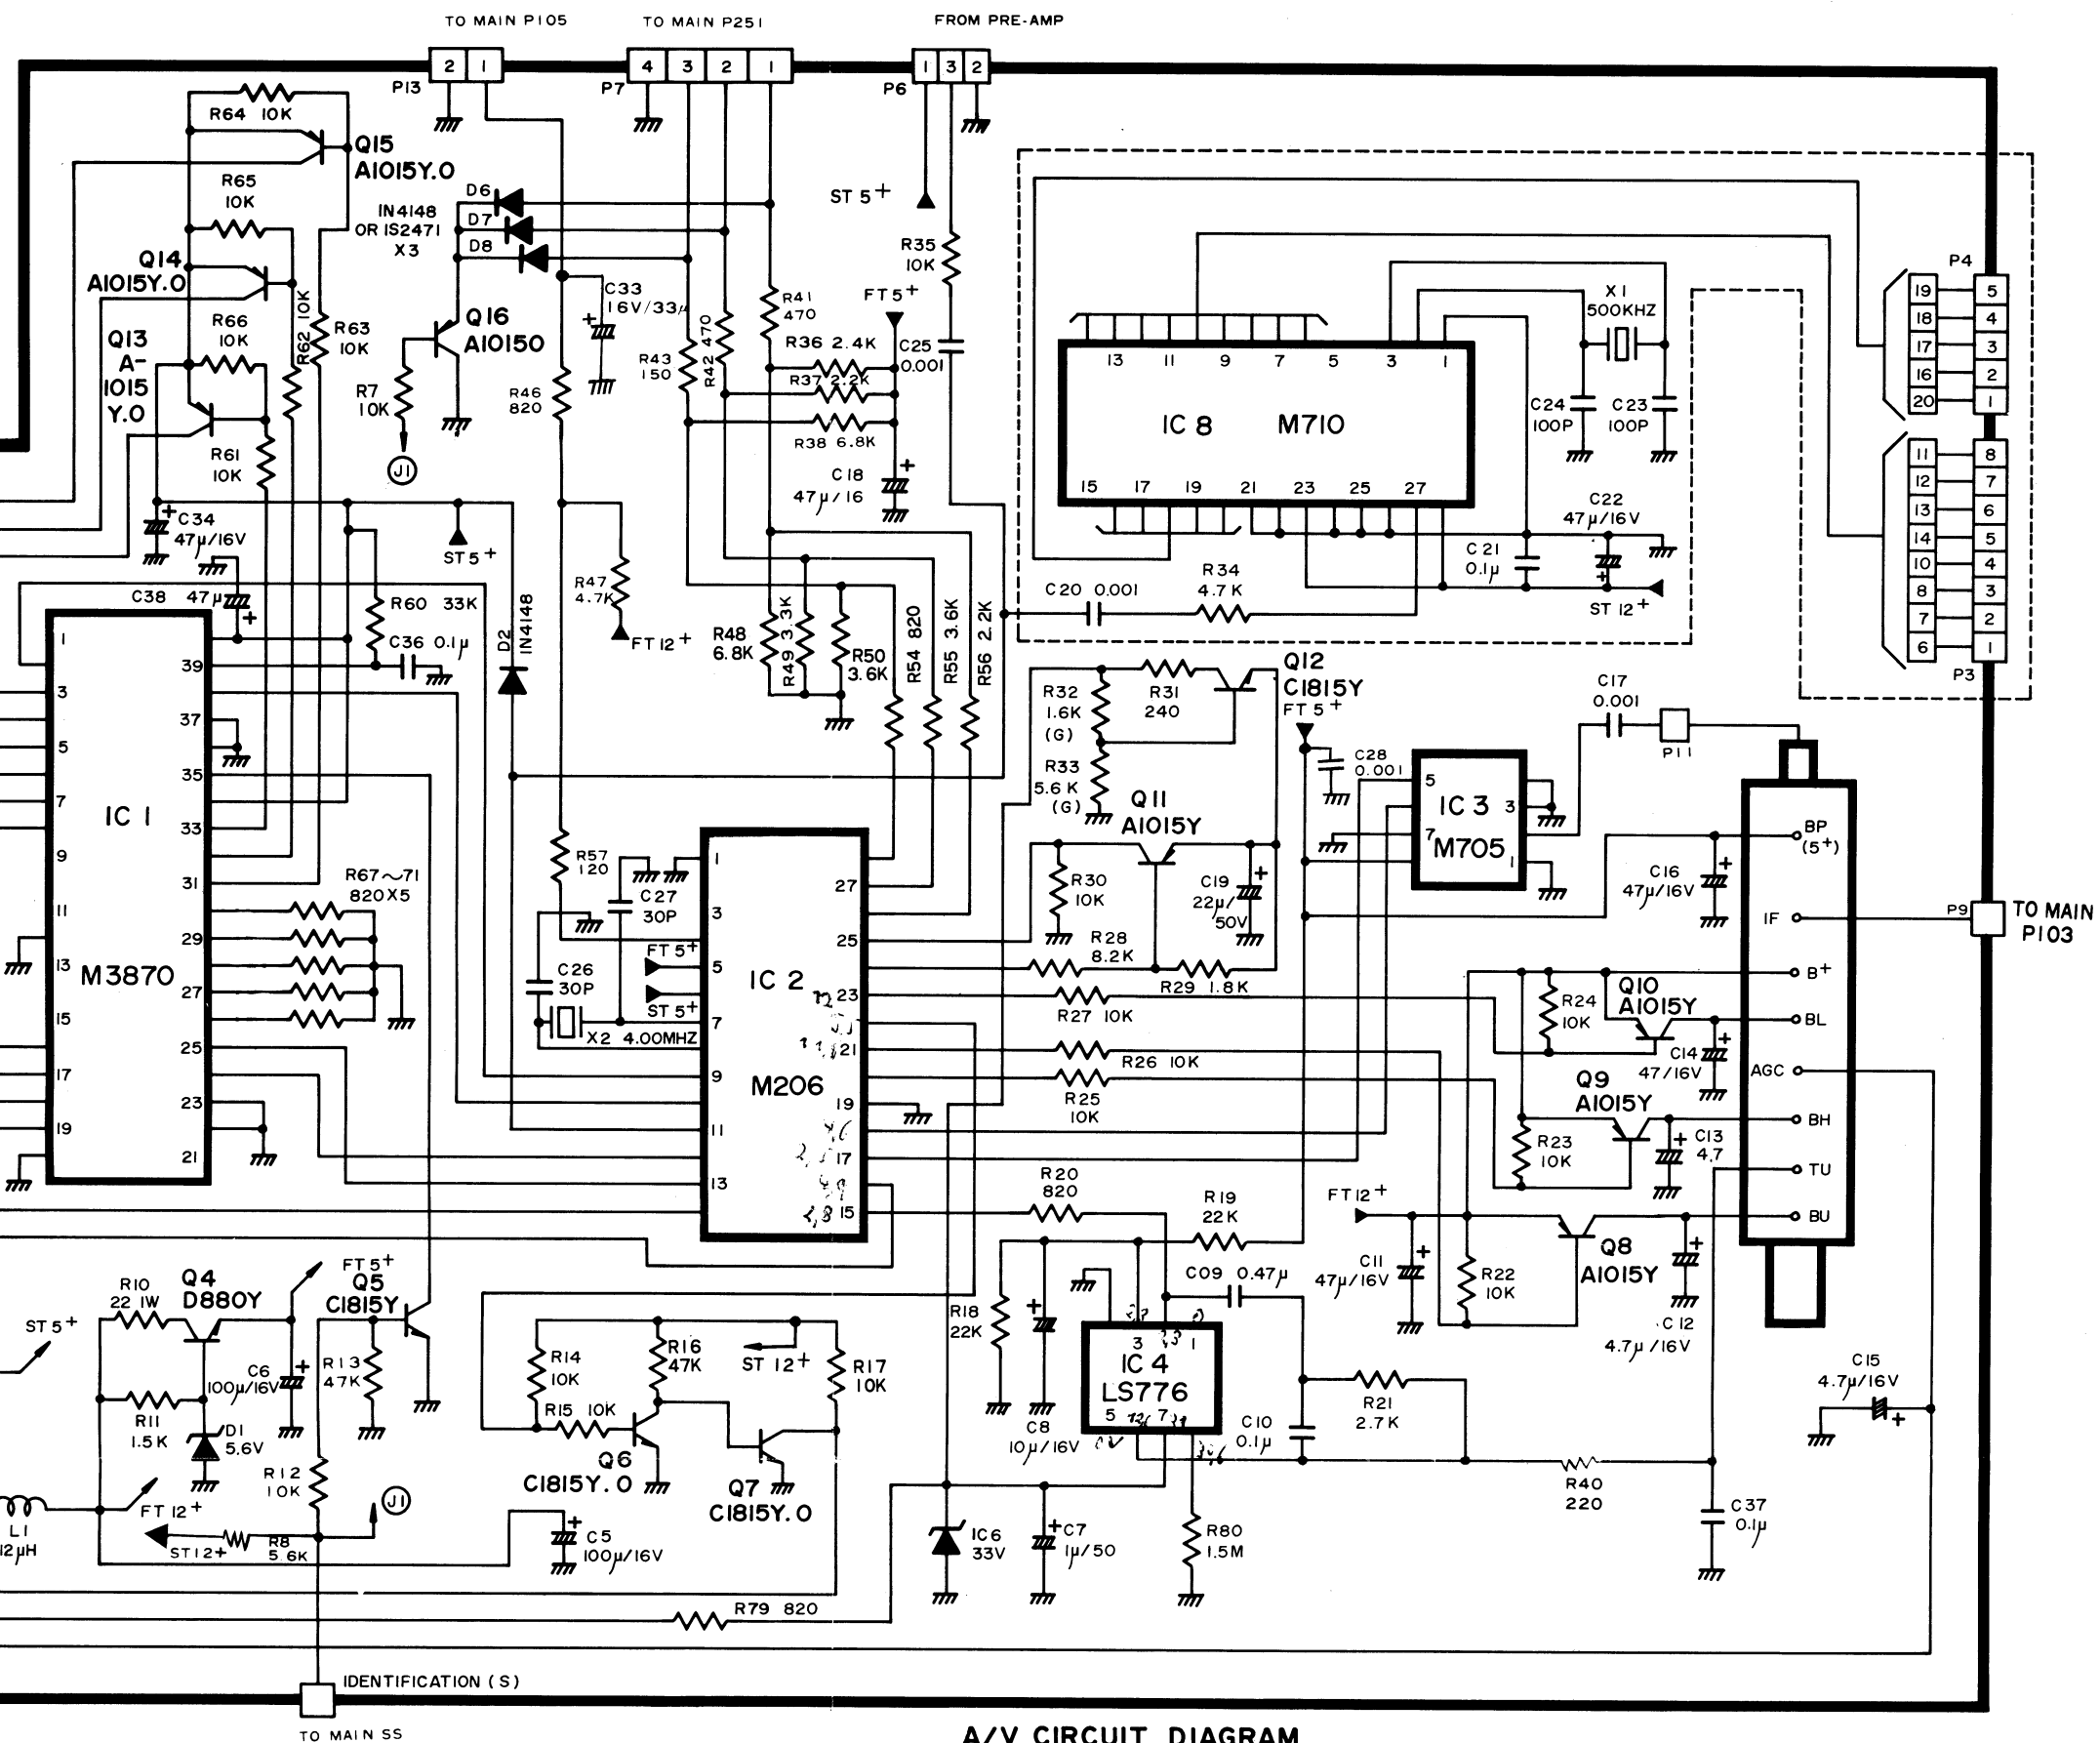 TO MAIN P105
TO MAIN P251
FROM PRE-AMP
2 1
P13
4 3 2 1
P7
1 3 2
P6
R64 10K
Q15
A1015Y.O
R65
10K
D6
D7
D8
IN4148
OR IS2471
X3
ST 5+
R35
10K
Q14
A1015Y.O
C33
16V/33μ
FT 5+
R41
470
Q16
A1015O
R66
10K
R62 10K
R63
10K
Q13
A-
1015
Y.O
R7
10K
J1
R61
10K
R46
820
R43
150
R42 470
R36 2.4K
R37 2.2K
R38 6.8K
C25
0.001
C18
47μ/16
13 11 9 7 5 3 1
IC 8 M710
15 17 19 21 23 25 27
X1
500KHZ
C24
100P
C23
100P
C22
47μ/16V
C21
0.1μ
ST 12+
C20 0.001
R34
4.7K
P4
19 5
18 4
17 3
16 2
20 1
11 8
12 7
13 6
14 5
10 4
8 3
7 2
6 1
P3
C34
47μ/16V
ST 5+
C38 47μ
R60 33K
C36 0.1μ
D2
IN4148
R47
4.7K
FT 12+
R48
6.8K
R49 3.3K
R50
3.6K
R54 820
R55 3.6K
R56 2.2K
1
39
3
37
5
35
7
IC 1
33
9
31
11
29
13
M3870
27
15
25
17
23
19
21
R67~71
820X5
R57
120
C27
30P
C26
30P
FT 5+
ST 5+
X2 4.00MHZ
1
27
3
25
5
IC 2
23
7
21
9
M206
19
11
17
13
15
R32
1.6K
(G)
R33
5.6K
(G)
R31
240
Q12
C1815Y
FT 5+
C28
0.001
Q11
A1015Y
R30
10K
C19
22μ/
50V
R28
8.2K
R29 1.8K
R27 10K
R26 10K
R25
10K
5
IC 3
3
7
M705
1
C17
0.001
P11
C16
47μ/16V
BP
(5+)
IF
B+
BL
AGC
BH
TU
BU
P9
TO MAIN
P103
Q10
A1015Y
R24
10K
C14
47/16V
Q9
A1015Y
R23
10K
C13
4.7
FT 12+
Q8
A1015Y
C11
47μ/16V
R22
10K
C12
4.7μ/16V
R20
820
R19
22K
C09 0.47μ
R18
22K
C8
10μ/16V
3 1
IC 4
LS776
5 7
C10
0.1μ
R21
2.7K
R40
220
C15
4.7μ/16V
C37
0.1μ
R80
1.5M
IC6
33V
C7
1μ/50
ST 5+
R10
22 1W
Q4
D880Y
FT 5+
Q5
C1815Y
C6
100μ/16V
R13
47K
R11
1.5K
D1
5.6V
R12
10K
FT 12+
J1
L1
12μH
ST12+
R8
5.6K
R14
10K
R16
47K
ST 12+
R17
10K
R15 10K
Q6
C1815Y.O
Q7
C1815Y.O
C5
100μ/16V
R79 820
IDENTIFICATION (S)
TO MAIN SS
A/V CIRCUIT DIAGRAM